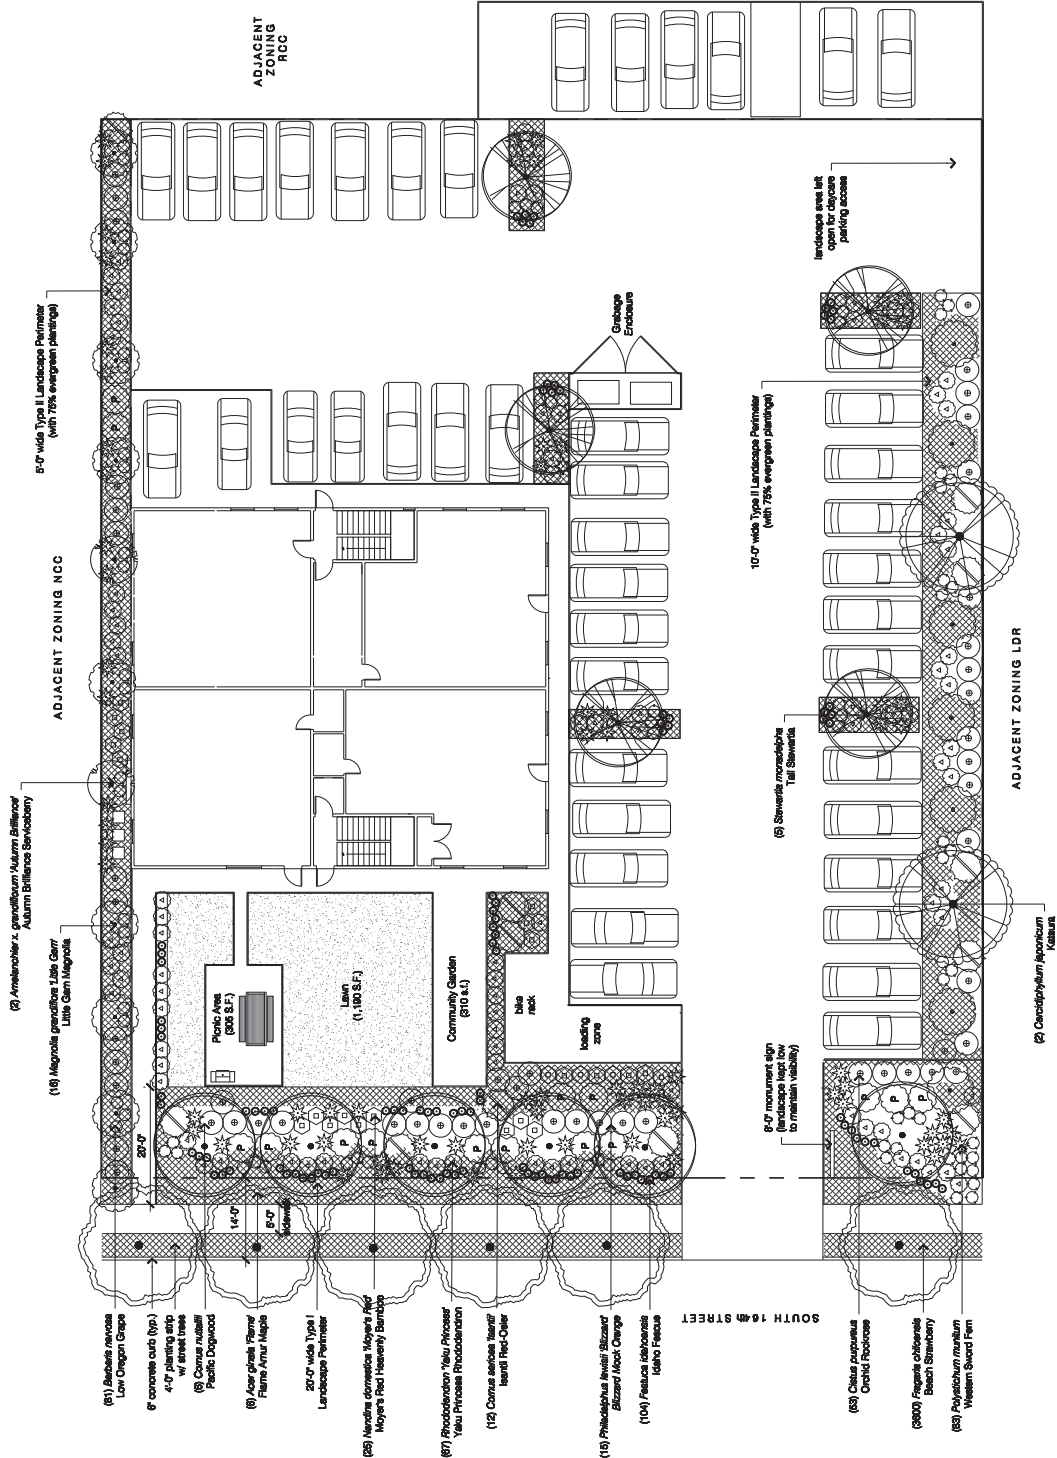 ADJACENT
ZONING
RCC
5'-0" wide Type II Landscape Perimeter
(with 75% evergreen plantings)
ADJACENT ZONING NCC
(2) Amelanchier x. grandiflorum 'Autumn Brilliance'
Autumn Brilliance Serviceberry
(16) Magnolia grandiflora 'Little Gem'
Little Gem Magnolia
landscape area left
open for daycare
parking access
Grabage
Enclosure
10'-0" wide Type II Landscape Perimeter
(with 75% evergreen plantings)
ADJACENT ZONING LDR
(5) Stewartia monadelpha
Tall Stewartia
(2) Cercidiphyllum japonicum
Katsura
Picnic Area
(305 S.F.)
Lawn
(1,190 S.F.)
Community Garden
(310 s.f.)
bike
rack
loading
zone
8'-0" monument sign
(landscape kept low
to maintain visibility)
20'-0"
14'-0"
5'-0"
sidewalk
P
P
P
P
P
P
P
P
P
P
P
P
SOUTH 16th STREET
(51) Berberis nervosa
Low Oregon Grape
6" concrete curb (typ.)
4'-0" planting strip
w/ street trees
(5) Cornus nuttallii
Pacific Dogwood
(6) Acer ginala 'Flame'
Flame Amur Maple
20'-0" wide Type I
Landscape Perimeter
(25) Nandina domestica 'Moyer's Red'
Moyer's Red Heavenly Bamboo
(67) Rhododendron 'Yaku Princess'
Yaku Princess Rhododendron
(12) Cornus sericea 'Isanti'
Isanti Red-Osier
(15) Philadelphus lewisii 'Blizzard'
Blizzard Mock Orange
(104) Festuca idahoensis
Idaho Fescue
(53) Cistus purpureus
Orchid Rockrose
(3600) Fragaria chiloensis
Beach Strawberry
(83) Polystichum munitum
Western Sword Fern